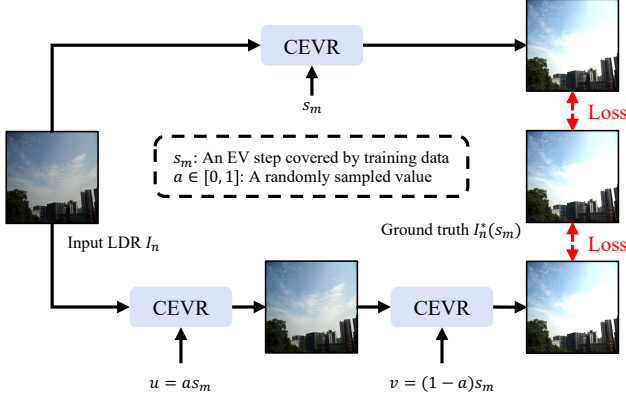 CEVR
s_m
Loss
s_m: An EV step covered by training data
a ∈ [0, 1]: A randomly sampled value
Input LDR I_n
Ground truth I_n^*(s_m)
Loss
CEVR
CEVR
u = as_m
v = (1 − a)s_m